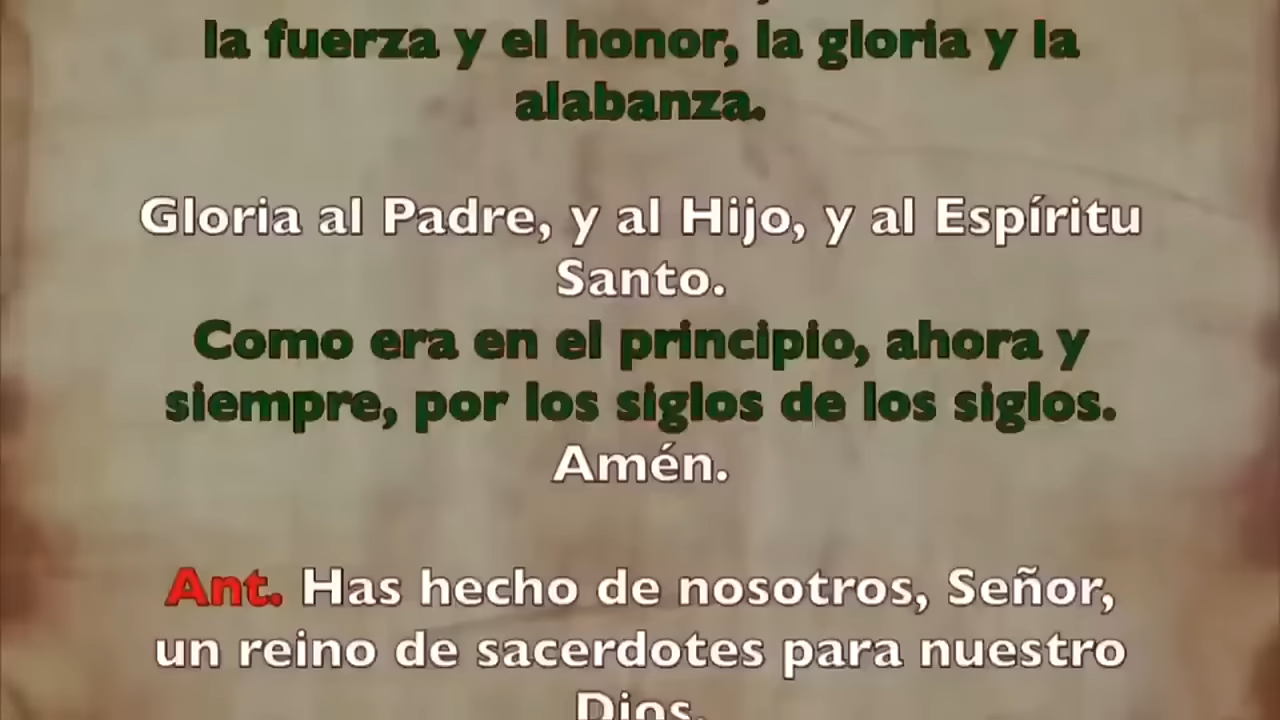 la fuerza y el honor, la gloria y la
alabanza.
Gloria al Padre, y al Hijo, y al Espíritu
Santo.
Como era en el principio, ahora y
siempre, por los siglos de los siglos.
Amén.
Ant. Has hecho de nosotros, Señor,
un reino de sacerdotes para nuestro
Dios.